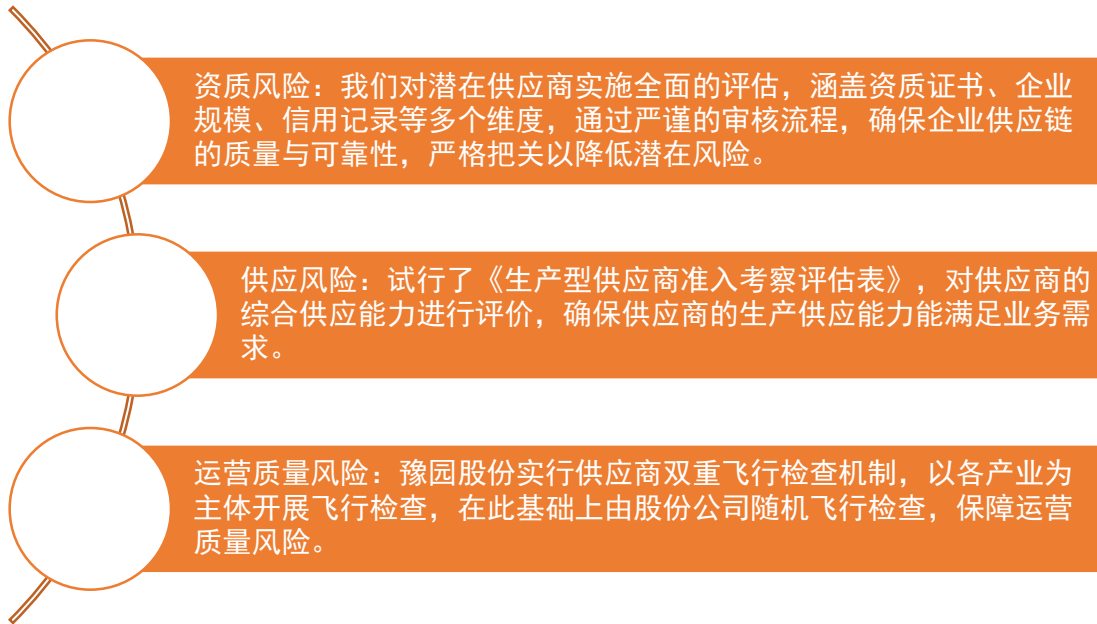 资质风险：我们对潜在供应商实施全面的评估，涵盖资质证书、企业
规模、信用记录等多个维度，通过严谨的审核流程，确保企业供应链
的质量与可靠性，严格把关以降低潜在风险。
供应风险：试行了《生产型供应商准入考察评估表》，对供应商的
综合供应能力进行评价，确保供应商的生产供应能力能满足业务需
求。
运营质量风险：豫园股份实行供应商双重飞行检查机制，以各产业为
主体开展飞行检查，在此基础上由股份公司随机飞行检查，保障运营
质量风险。